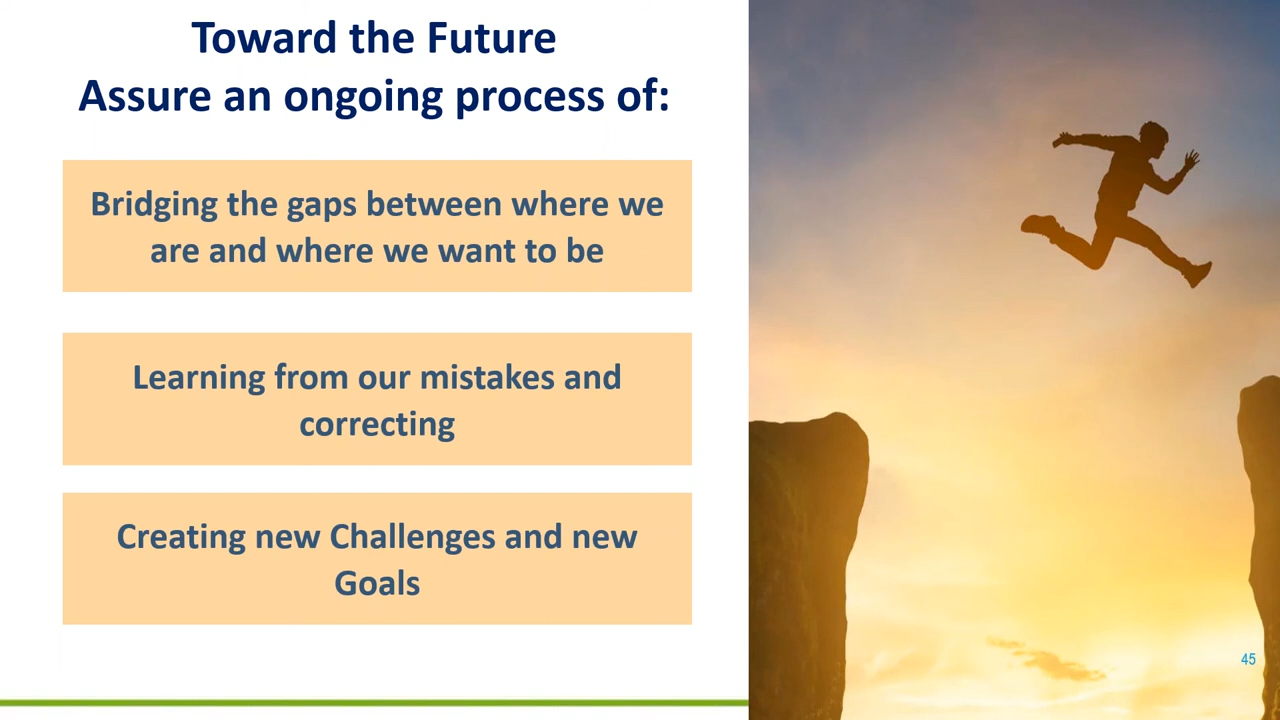 Toward the Future
Assure an ongoing process of:
Bridging the gaps between where we
are and where we want to be
Learning from our mistakes and
correcting
Creating new Challenges and new
Goals
45